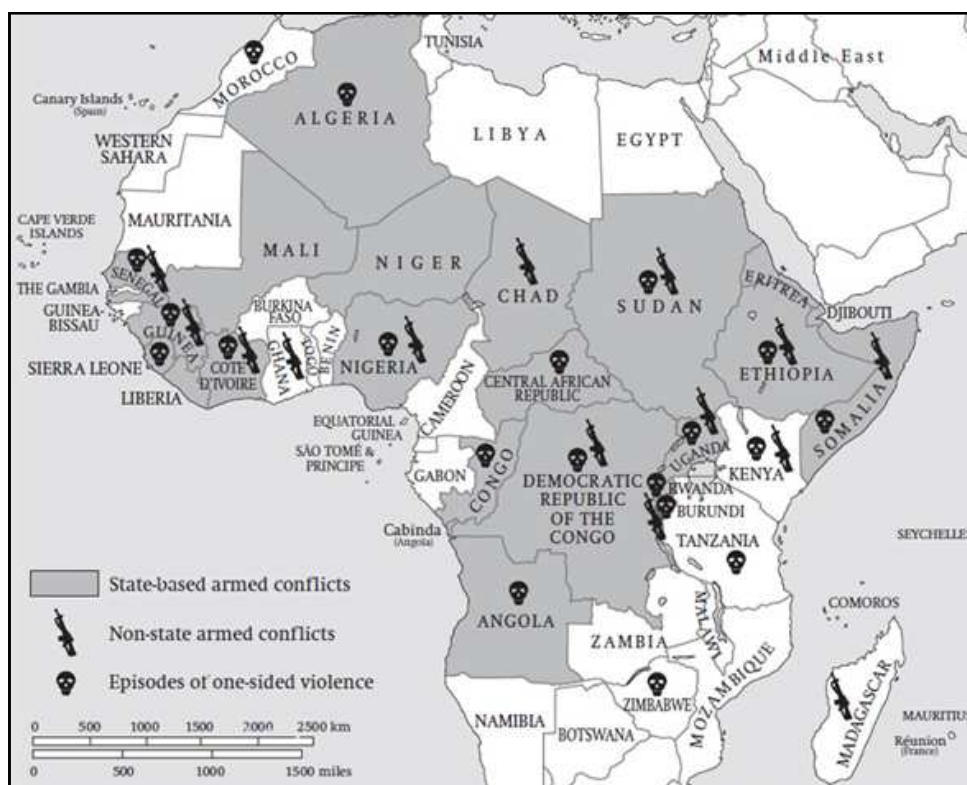 TUNISIA
Middle East
MOROCCO
Canary Islands
(Spain)
ALGERIA
LIBYA
EGYPT
WESTERN
SAHARA
MAURITANIA
CAPE VERDE
ISLANDS
MALI
NIGER
CHAD
SUDAN
ERITREA
SENEGAL
THE GAMBIA
GUINEA-
BISSAU
GUINEA
BURKINA
FASO
BENIN
TOGO
GHANA
NIGERIA
DJIBOUTI
ETHIOPIA
SOMALIA
SIERRA LEONE
COTE
D'IVOIRE
LIBERIA
CENTRAL AFRICAN
REPUBLIC
CAMEROON
EQUATORIAL
GUINEA
SÃO TOMÉ &
PRINCIPE
GABON
CONGO
UGANDA
KENYA
DEMOCRATIC
REPUBLIC
OF THE
CONGO
RWANDA
BURUNDI
TANZANIA
Cabinda
(Angola)
SEYCHELLES
State-based armed conflicts
ANGOLA
MALAWI
COMOROS
Non-state armed conflicts
ZAMBIA
MOZAMBIQUE
Episodes of one-sided violence
ZIMBABWE
MADAGASCAR
NAMIBIA
BOTSWANA
MAURITIU
Réunion
(France)
0 500 1000 1500 2000 2500 km
0 500 1000 1500 miles